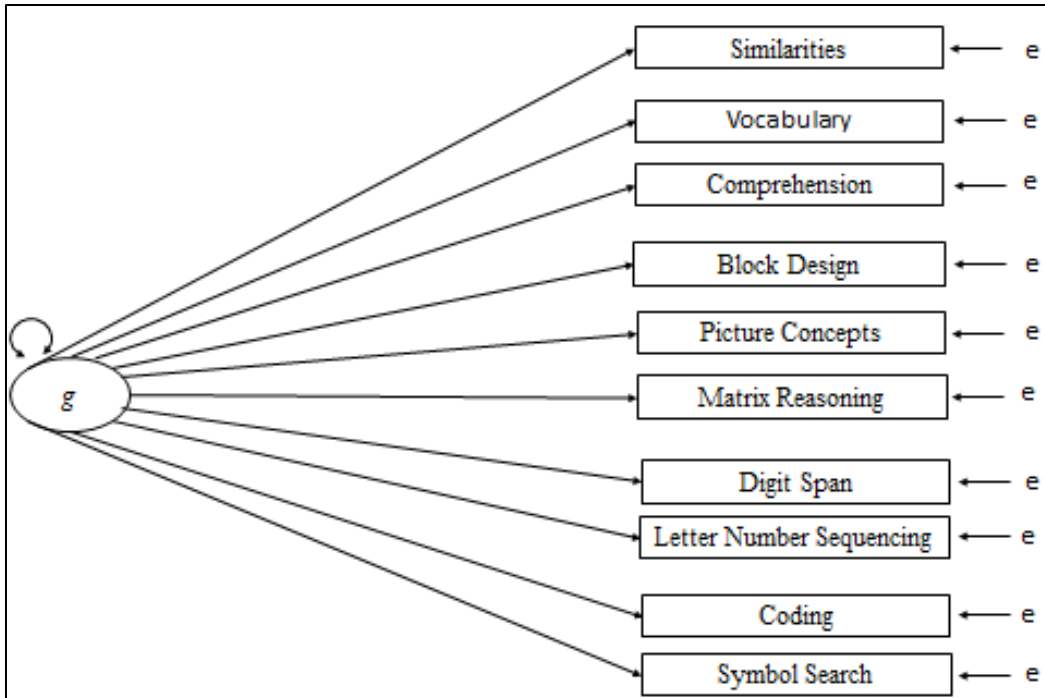 Similarities e
Vocabulary e
Comprehension e
Block Design e
Picture Concepts e
g
Matrix Reasoning e
Digit Span e
Letter Number Sequencing e
Coding e
Symbol Search e